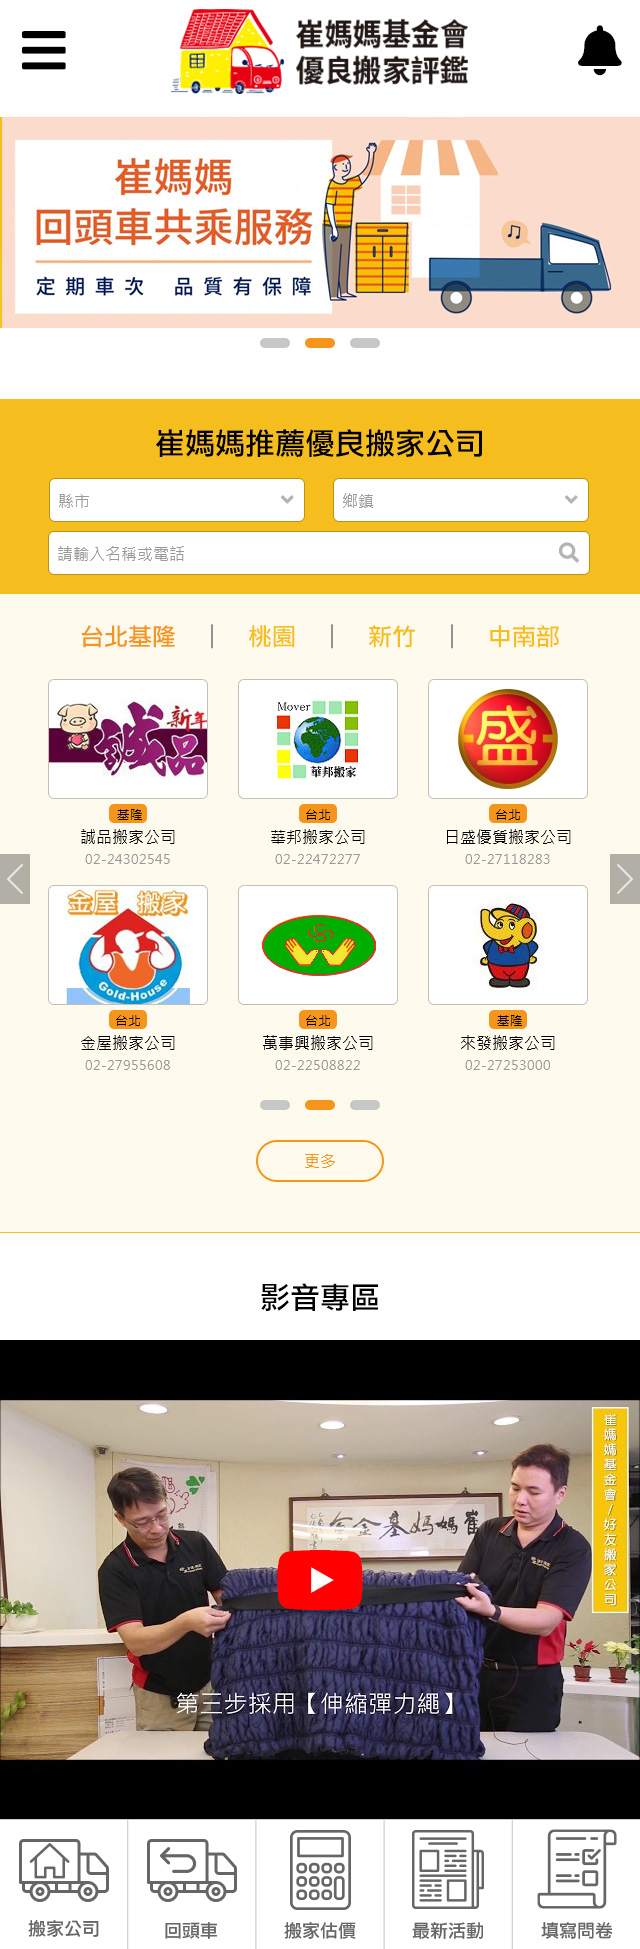 崔媽媽基金會
優良搬家評鑑
崔媽媽
回頭車共乘服務
定期車次 品質有保障
崔媽媽推薦優良搬家公司
縣市
鄉鎮
請輸入名稱或電話
台北基隆 | 桃園 | 新竹 | 中南部
新年
誠品
Mover
華邦搬家
盛
基隆
台北
台北
誠品搬家公司
華邦搬家公司
日盛優質搬家公司
02-24302545
02-22472277
02-27118283
金屋 搬家
Gold-House
台北
台北
基隆
金屋搬家公司
萬事興搬家公司
來發搬家公司
02-27955608
02-22508822
02-27253000
更多
影音專區
崔媽媽基金會/好友搬家公司
崔媽媽基金會
第三步採用【伸縮彈力繩】
搬家公司
回頭車
搬家估價
最新活動
填寫問卷